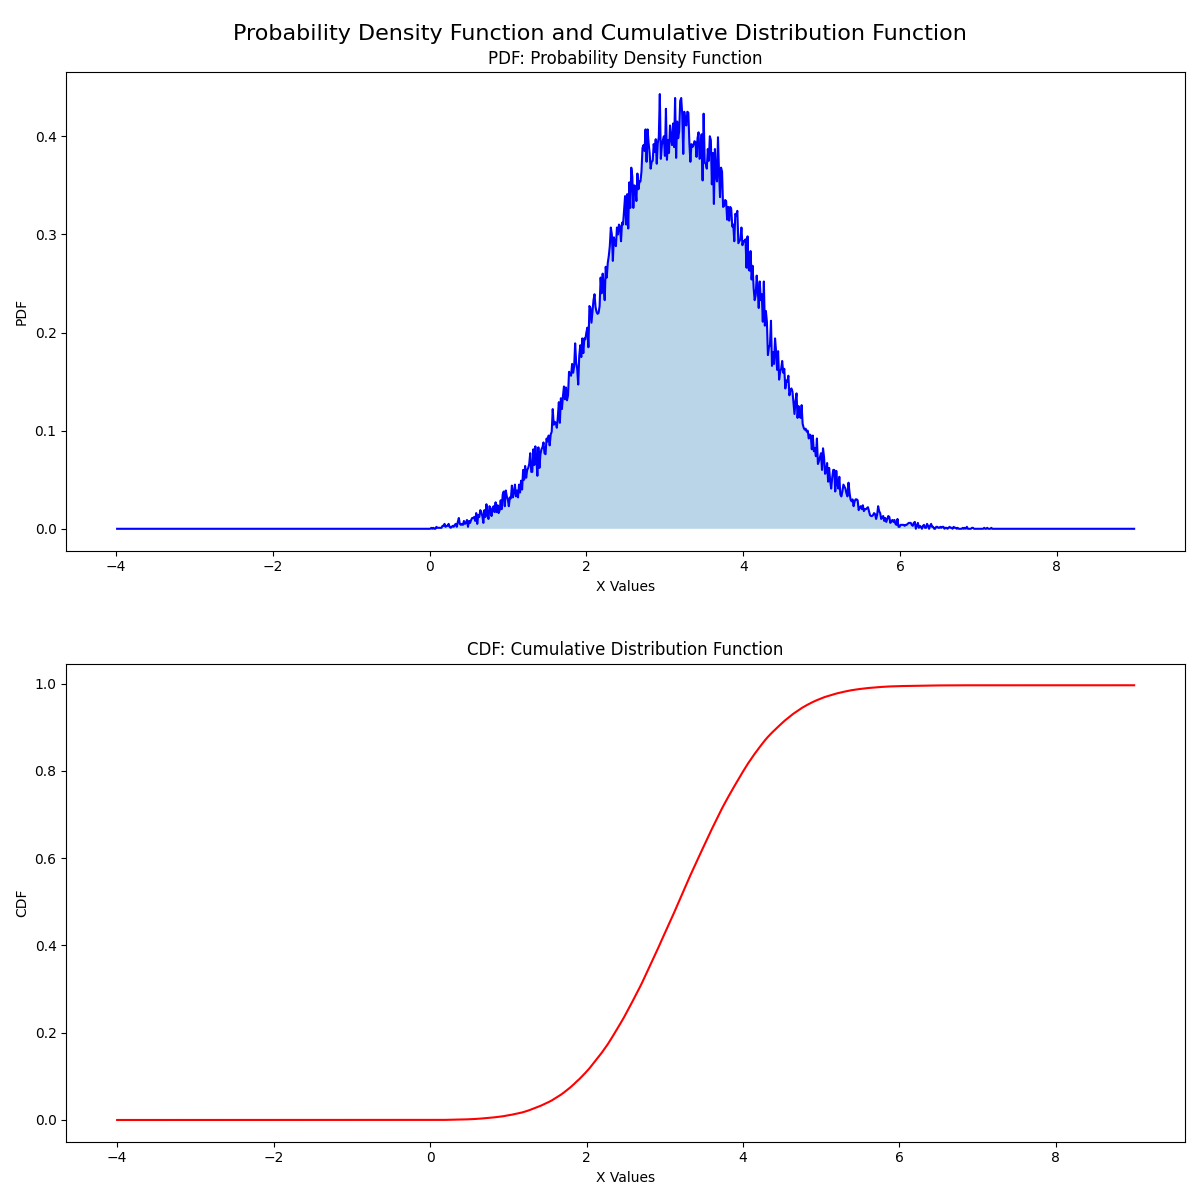 Probability Density Function and Cumulative Distribution Function
PDF: Probability Density Function
PDF
0.4
0.3
0.2
0.1
0.0
−4 −2 0 2 4 6 8
X Values
CDF: Cumulative Distribution Function
CDF
1.0
0.8
0.6
0.4
0.2
0.0
−4 −2 0 2 4 6 8
X Values